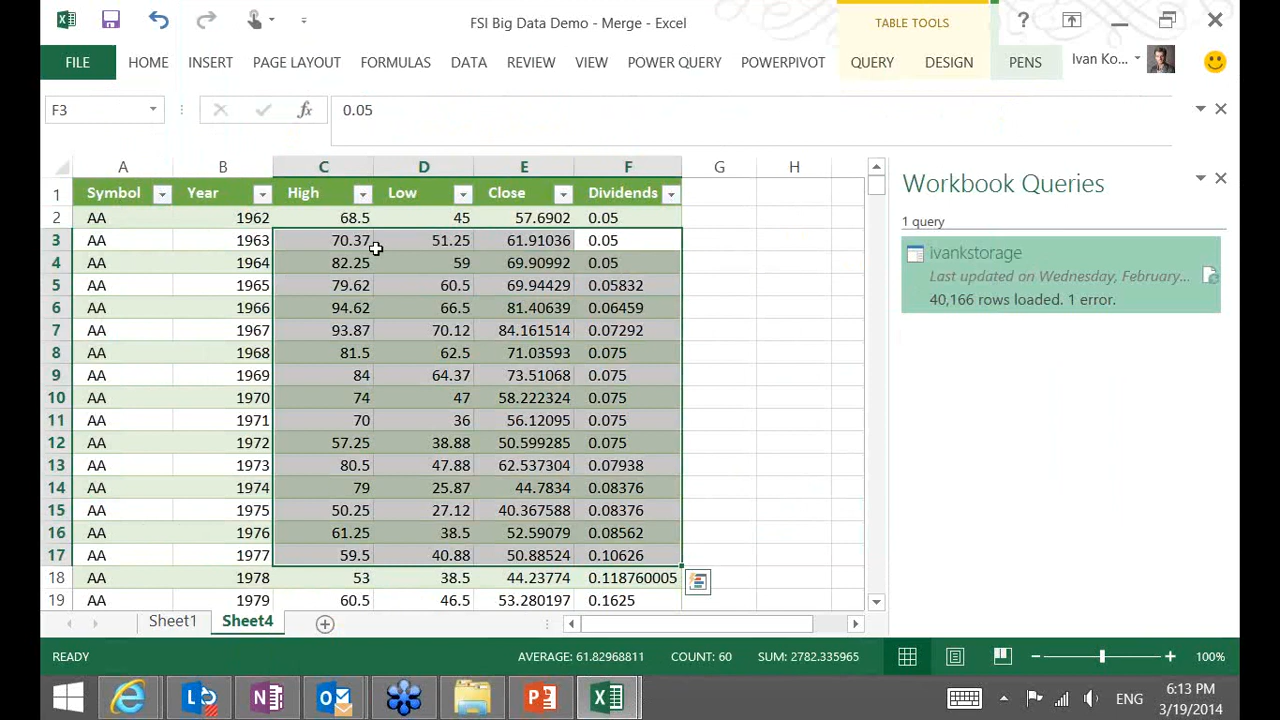 FSI Big Data Demo - Merge - Excel
TABLE TOOLS
?
FILE HOME INSERT PAGE LAYOUT FORMULAS DATA REVIEW VIEW POWER QUERY POWERPIVOT QUERY DESIGN PENS Ivan Ko...
F3 fx 0.05
A B C D E F G H
1 Symbol Year High Low Close Dividends
2 AA 1962 68.5 45 57.6902 0.05
3 AA 1963 70.37 51.25 61.91036 0.05
4 AA 1964 82.25 59 69.90992 0.05
5 AA 1965 79.62 60.5 69.94429 0.05832
6 AA 1966 94.62 66.5 81.40639 0.06459
7 AA 1967 93.87 70.12 84.161514 0.07292
8 AA 1968 81.5 62.5 71.03593 0.075
9 AA 1969 84 64.37 73.51068 0.075
10 AA 1970 74 47 58.222324 0.075
11 AA 1971 70 36 56.12095 0.075
12 AA 1972 57.25 38.88 50.599285 0.075
13 AA 1973 80.5 47.88 62.537304 0.07938
14 AA 1974 79 25.87 44.7834 0.08376
15 AA 1975 50.25 27.12 40.367588 0.08376
16 AA 1976 61.25 38.5 52.59079 0.08562
17 AA 1977 59.5 40.88 50.88524 0.10626
18 AA 1978 53 38.5 44.23774 0.118760005
19 AA 1979 60.5 46.5 53.280197 0.1625
Workbook Queries
1 query
ivankstorage
Last updated on Wednesday, February...
40,166 rows loaded. 1 error.
Sheet1 Sheet4
READY AVERAGE: 61.82968811 COUNT: 60 SUM: 2782.335965 100%
ENG
6:13 PM
3/19/2014